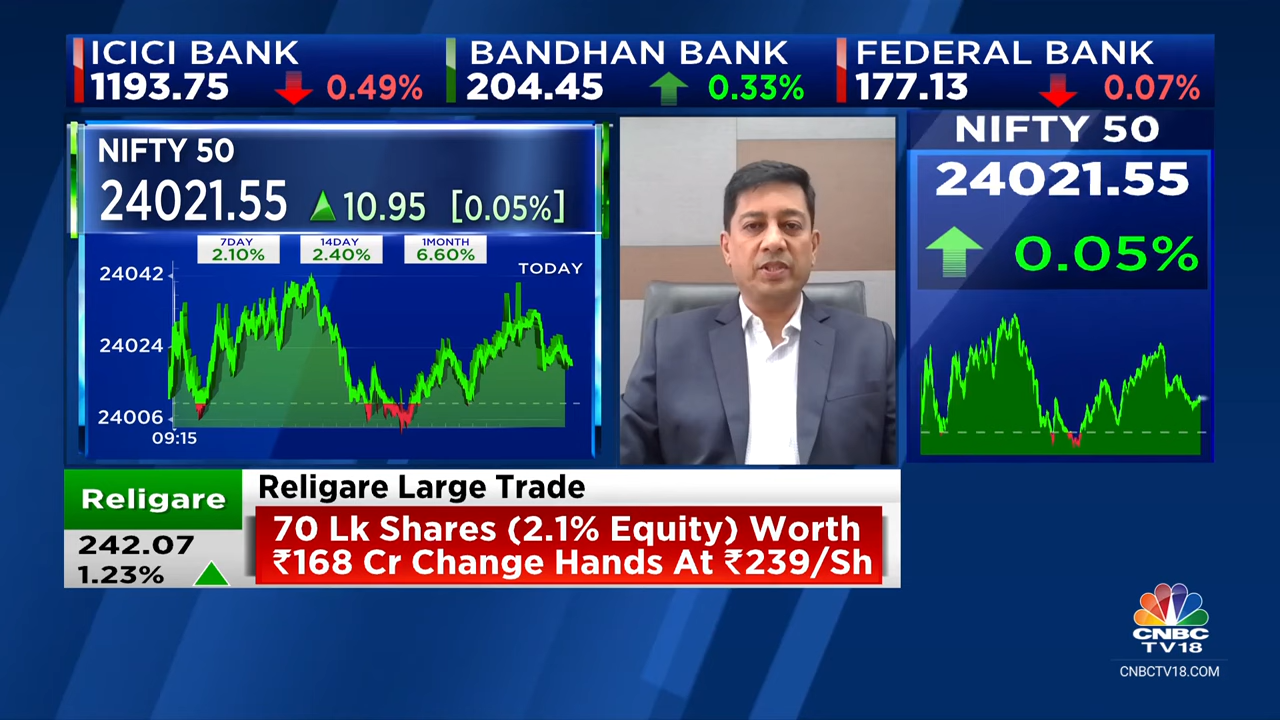 ICICI BANK
1193.75 0.49%
BANDHAN BANK
204.45 0.33%
FEDERAL BANK
177.13 0.07%
NIFTY 50
24021.55 10.95 [0.05%]
7DAY
2.10%
14DAY
2.40%
1MONTH
6.60%
TODAY
24042
24024
24006
09:15
NIFTY 50
24021.55
0.05%
Religare
242.07
1.23%
Religare Large Trade
70 Lk Shares (2.1% Equity) Worth
₹168 Cr Change Hands At ₹239/Sh
CNBC
TV18
CNBCTV18.COM